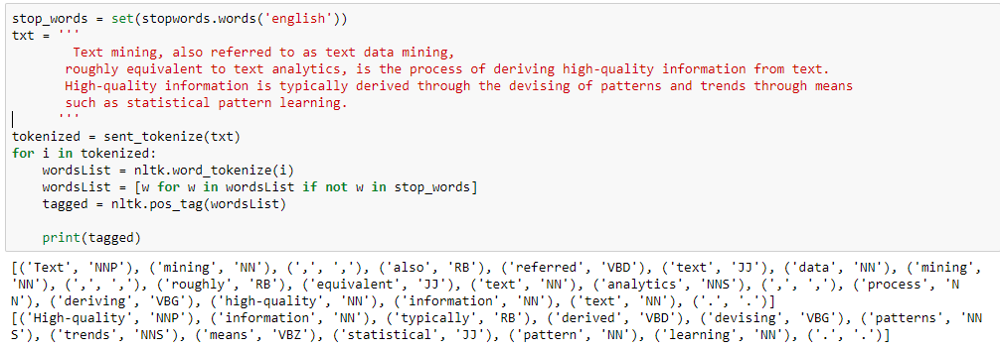 stop_words = set(stopwords.words('english'))
txt = '''
Text mining, also referred to as text data mining,
roughly equivalent to text analytics, is the process of deriving high-quality information from text.
High-quality information is typically derived through the devising of patterns and trends through means
such as statistical pattern learning.
'''
tokenized = sent_tokenize(txt)
for i in tokenized:
wordsList = nltk.word_tokenize(i)
wordsList = [w for w in wordsList if not w in stop_words]
tagged = nltk.pos_tag(wordsList)
print(tagged)
[('Text', 'NNP'), ('mining', 'NN'), (',', ','), ('also', 'RB'), ('referred', 'VBD'), ('text', 'JJ'), ('data', 'NN'), ('mining',
'NN'), (',', ','), ('roughly', 'RB'), ('equivalent', 'JJ'), ('text', 'NN'), ('analytics', 'NNS'), (',', ','), ('process', 'N
N'), ('deriving', 'VBG'), ('high-quality', 'NN'), ('information', 'NN'), ('text', 'NN'), ('.', '.')]
[('High-quality', 'NNP'), ('information', 'NN'), ('typically', 'RB'), ('derived', 'VBD'), ('devising', 'VBG'), ('patterns', 'NN
S'), ('trends', 'NNS'), ('means', 'VBZ'), ('statistical', 'JJ'), ('pattern', 'NN'), ('learning', 'NN'), ('.', '.')]